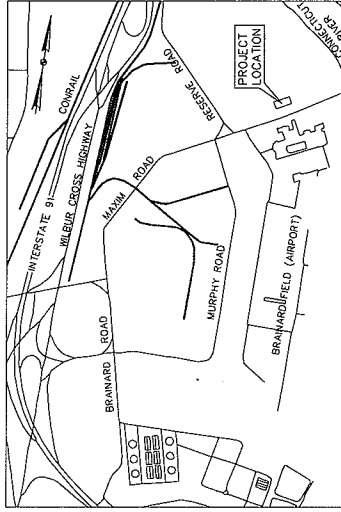 CONNECTICUT
RIVER
PROJECT
LOCATION
CONRAIL
RESERVE ROAD
INTERSTATE 91
WILBUR CROSS HIGHWAY
MAXIM ROAD
MURPHY ROAD
BRAINARD FIELD (AIRPORT)
BRAINARD ROAD